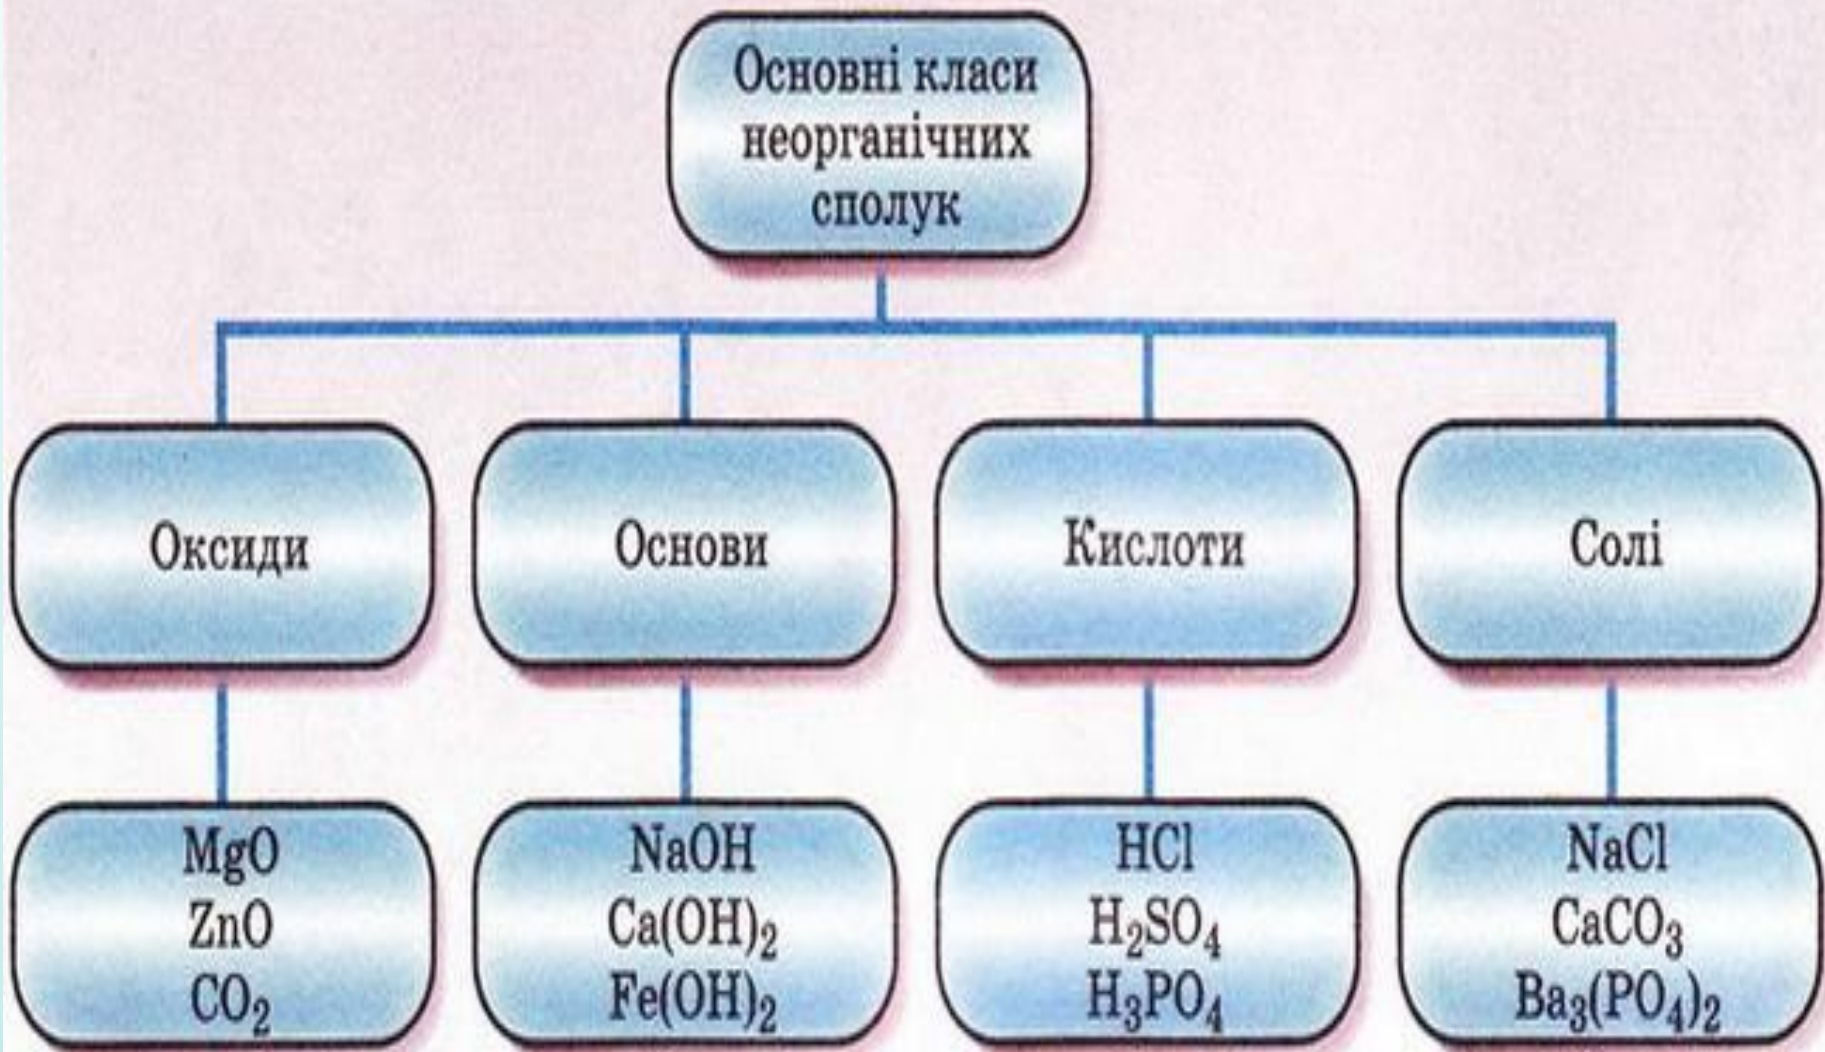 Основні класи
неорганічних
сполук
Оксиди
Основи
Кислоти
Солі
MgO
ZnO
CO₂
NaOH
Ca(OH)₂
Fe(OH)₂
HCl
H₂SO₄
H₃PO₄
NaCl
CaCO₃
Ba₃(PO₄)₂